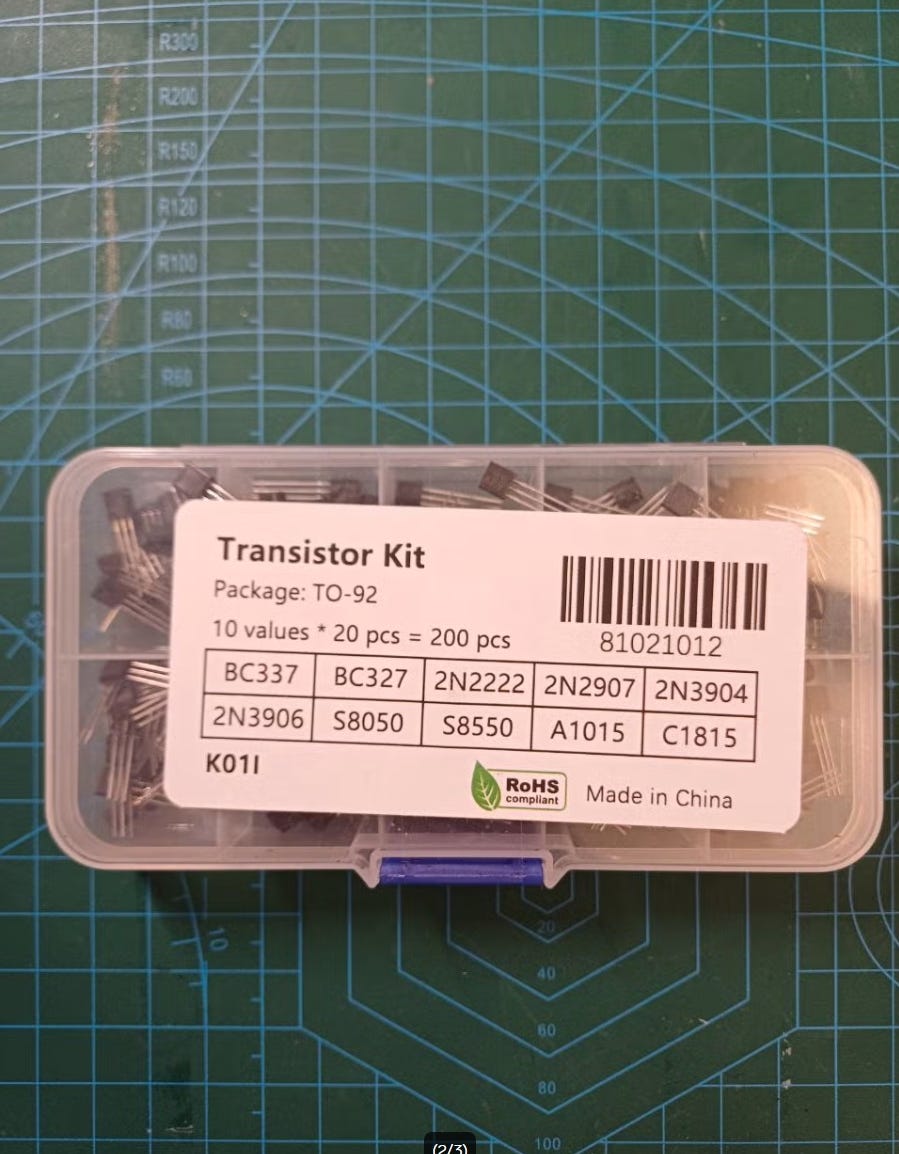 R300
R200
R150
R120
R100
R80
R60
Transistor Kit
Package: TO-92
10 values * 20 pcs = 200 pcs
81021012
BC337 BC327 2N2222 2N2907 2N3904
2N3906 S8050 S8550 A1015 C1815
K01I
RoHS
compliant
Made in China
10
20
40
60
80
100
(2/3)